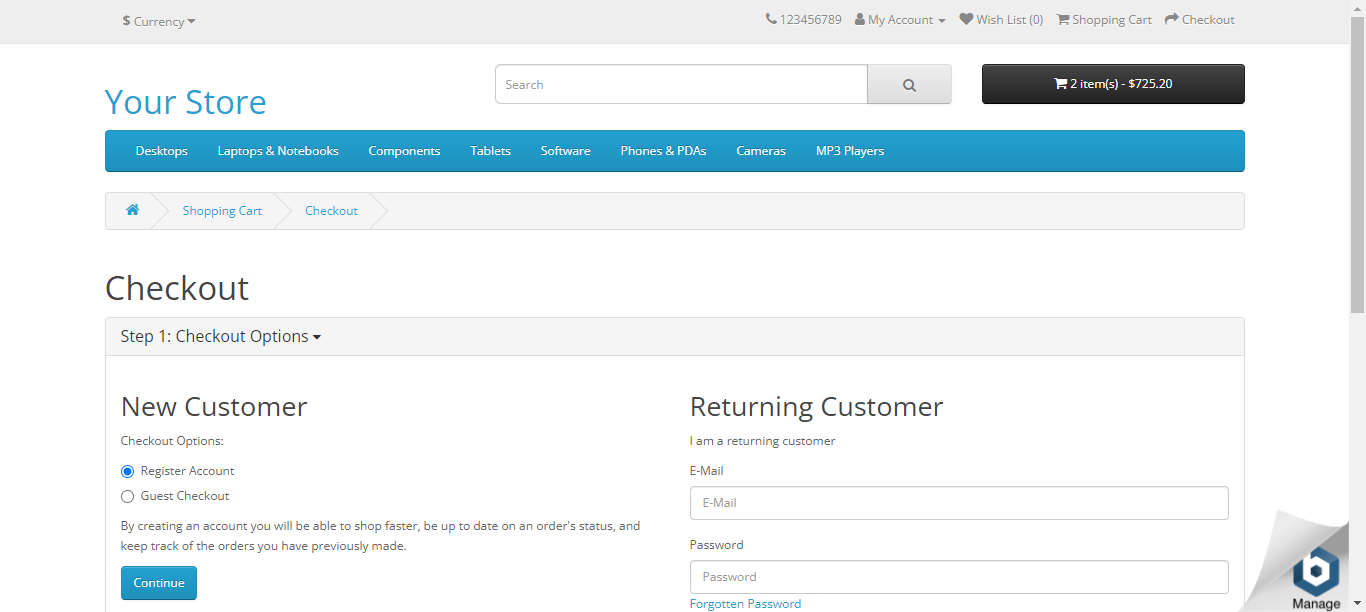 $ Currency
123456789 My Account Wish List (0) Shopping Cart Checkout
Your Store
Search
2 item(s) - $725.20
Desktops Laptops & Notebooks Components Tablets Software Phones & PDAs Cameras MP3 Players
Shopping Cart Checkout
Checkout
Step 1: Checkout Options
New Customer
Checkout Options:
Register Account
Guest Checkout
By creating an account you will be able to shop faster, be up to date on an order's status, and
keep track of the orders you have previously made.
Continue
Returning Customer
I am a returning customer
E-Mail
E-Mail
Password
Password
Forgotten Password
b
Manage